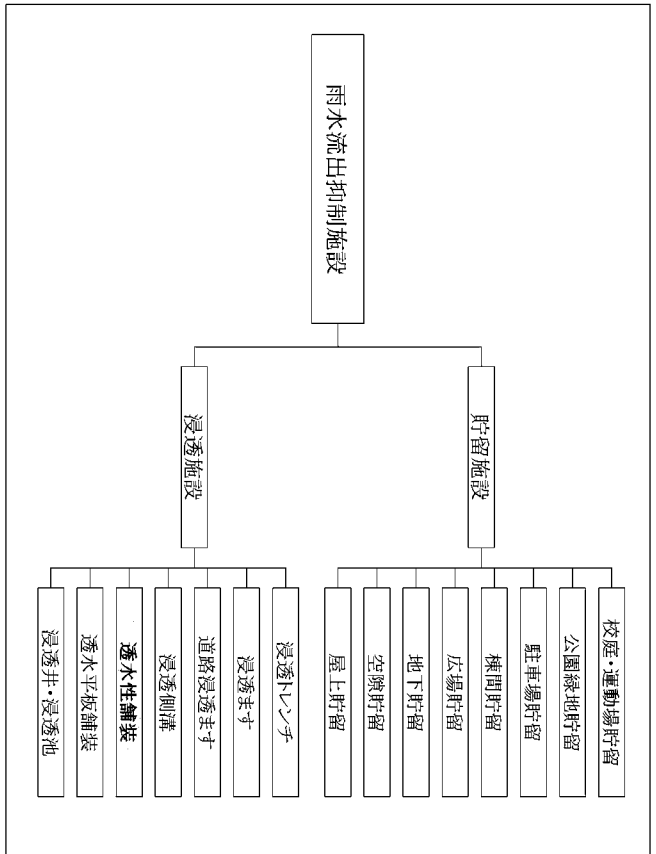 雨水流出抑制施設
貯留施設
校庭・運動場貯留
公園緑地貯留
駐車場貯留
棟間貯留
広場貯留
地下貯留
空隙貯留
屋上貯留
浸透施設
浸透トレンチ
浸透ます
道路浸透ます
浸透側溝
透水性舗装
透水平板舗装
浸透井・浸透池